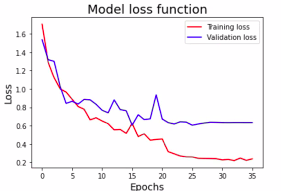 Model loss function
Training loss
Validation loss
Loss
1.6
1.4
1.2
1.0
0.8
0.6
0.4
0.2
0 5 10 15 20 25 30 35
Epochs